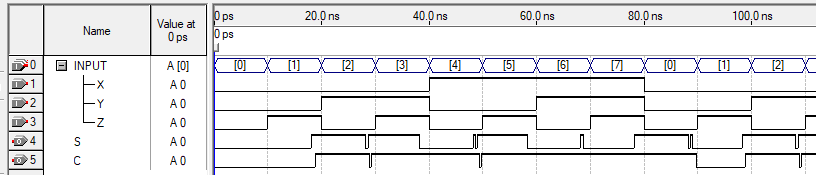 Name Value at 0 ps 0 ps 20.0 ns 40.0 ns 60.0 ns 80.0 ns 100.0 ns
0 ps
0 INPUT A [0] [0] [1] [2] [3] [4] [5] [6] [7] [0] [1] [2]
1 X A 0
2 Y A 0
3 Z A 0
4 S A 0
5 C A 0